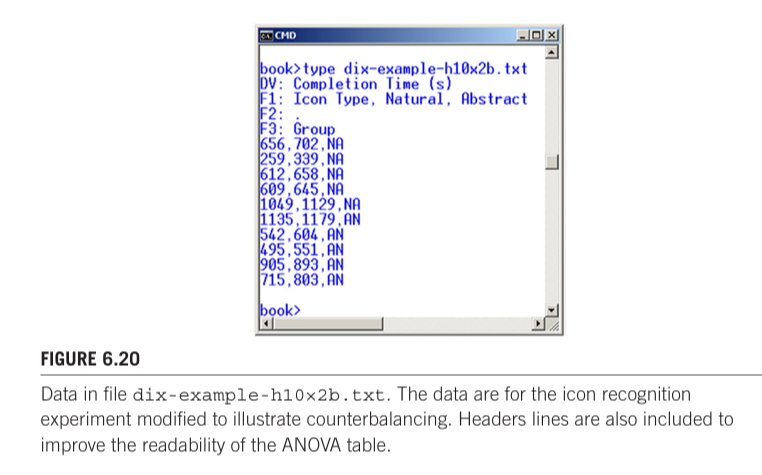 CMD
book>type dix-example-h10x2b.txt
DV: Completion Time (s)
F1: Icon Type, Natural, Abstract
F2: .
F3: Group
656,702,NA
259,339,NA
612,658,NA
609,645,NA
1049,1129,NA
1135,1179,AN
542,604,AN
495,551,AN
905,893,AN
715,803,AN
book>
FIGURE 6.20
Data in file dix-example-h10×2b.txt. The data are for the icon recognition
experiment modified to illustrate counterbalancing. Headers lines are also included to
improve the readability of the ANOVA table.